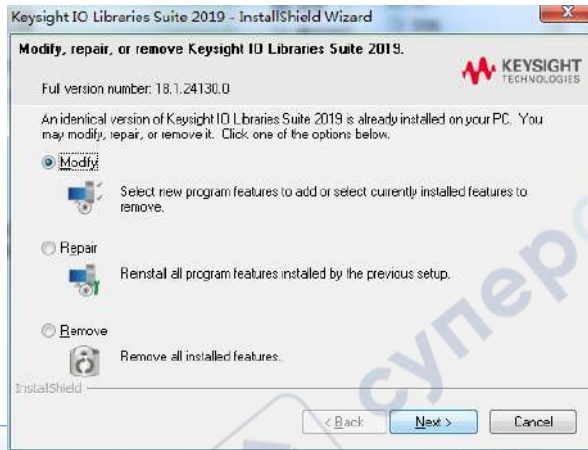 Keysight IO Libraries Suite 2019 - InstallShield Wizard
Modify, repair, or remove Keysight IO Libraries Suite 2019.
KEYSIGHT
TECHNOLOGIES
Full version number: 18.1.24130.0
An identical version of Keysight IO Libraries Suite 2019 is already installed on your PC. You
may modify, repair, or remove it. Click one of the options below.
Modify
Select new program features to add or select currently installed features to
remove.
Repair
Reinstall all program features installed by the previous setup.
Remove
Remove all installed features.
InstallShield
< Back
Next >
Cancel